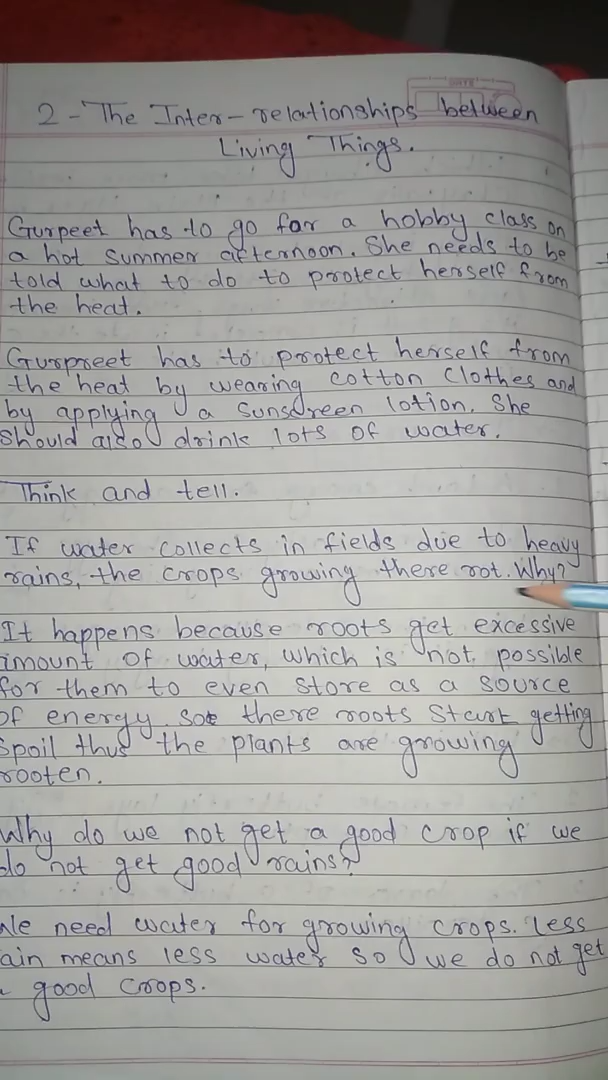 2 - The Inter - relationships between
Living Things.
Gurpeet has to go for a hobby class on
a hot summer afternoon. She needs to be
told what to do to protect herself from
the heat.
Gurpreet has to protect herself from
the heat by wearing cotton clothes and
by applying a sunscreen lotion. She
should also drink lots of water.
Think and tell.
If water collects in fields due to heavy
rains, the crops growing there rot. Why?
It happens because roots get excessive
amount of water, which is not possible
for them to even store as a source
of energy. So there roots start getting
spoil thus the plants are growing
rooten.
Why do we not get a good crop if we
do not get good rains?
We need water for growing crops. Less
rain means less water so we do not get
a good crops.